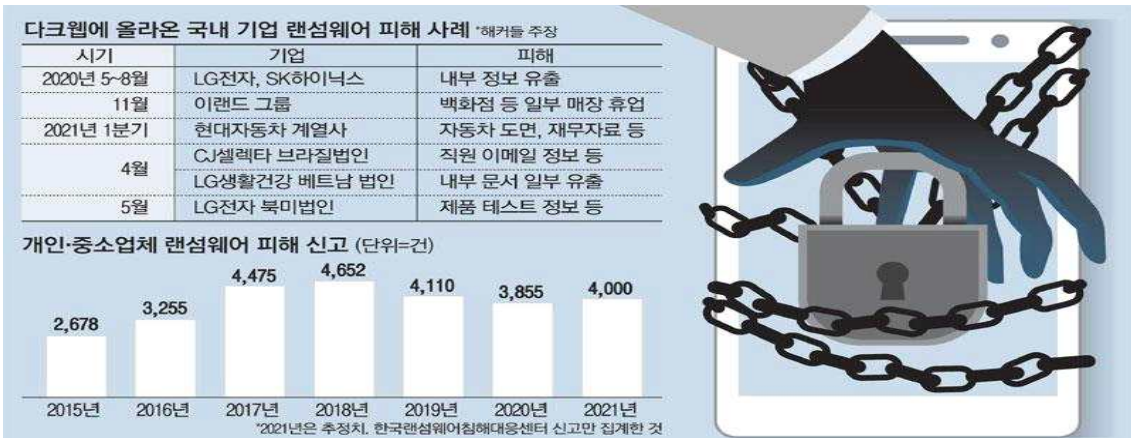 다크웹에 올라온 국내 기업 랜섬웨어 피해 사례 *해커들 주장
시기 기업 피해
2020년 5~8월 LG전자, SK하이닉스 내부 정보 유출
11월 이랜드 그룹 백화점 등 일부 매장 휴업
2021년 1분기 현대자동차 계열사 자동차 도면, 재무자료 등
4월 CJ셀렉타 브라질법인 직원 이메일 정보 등
LG생활건강 베트남 법인 내부 문서 일부 유출
5월 LG전자 북미법인 제품 테스트 정보 등
개인·중소업체 랜섬웨어 피해 신고 (단위=건)
2,678 3,255 4,475 4,652 4,110 3,855 4,000
2015년 2016년 2017년 2018년 2019년 2020년 2021년
*2021년은 추정치. 한국랜섬웨어침해대응센터 신고만 집계한 것